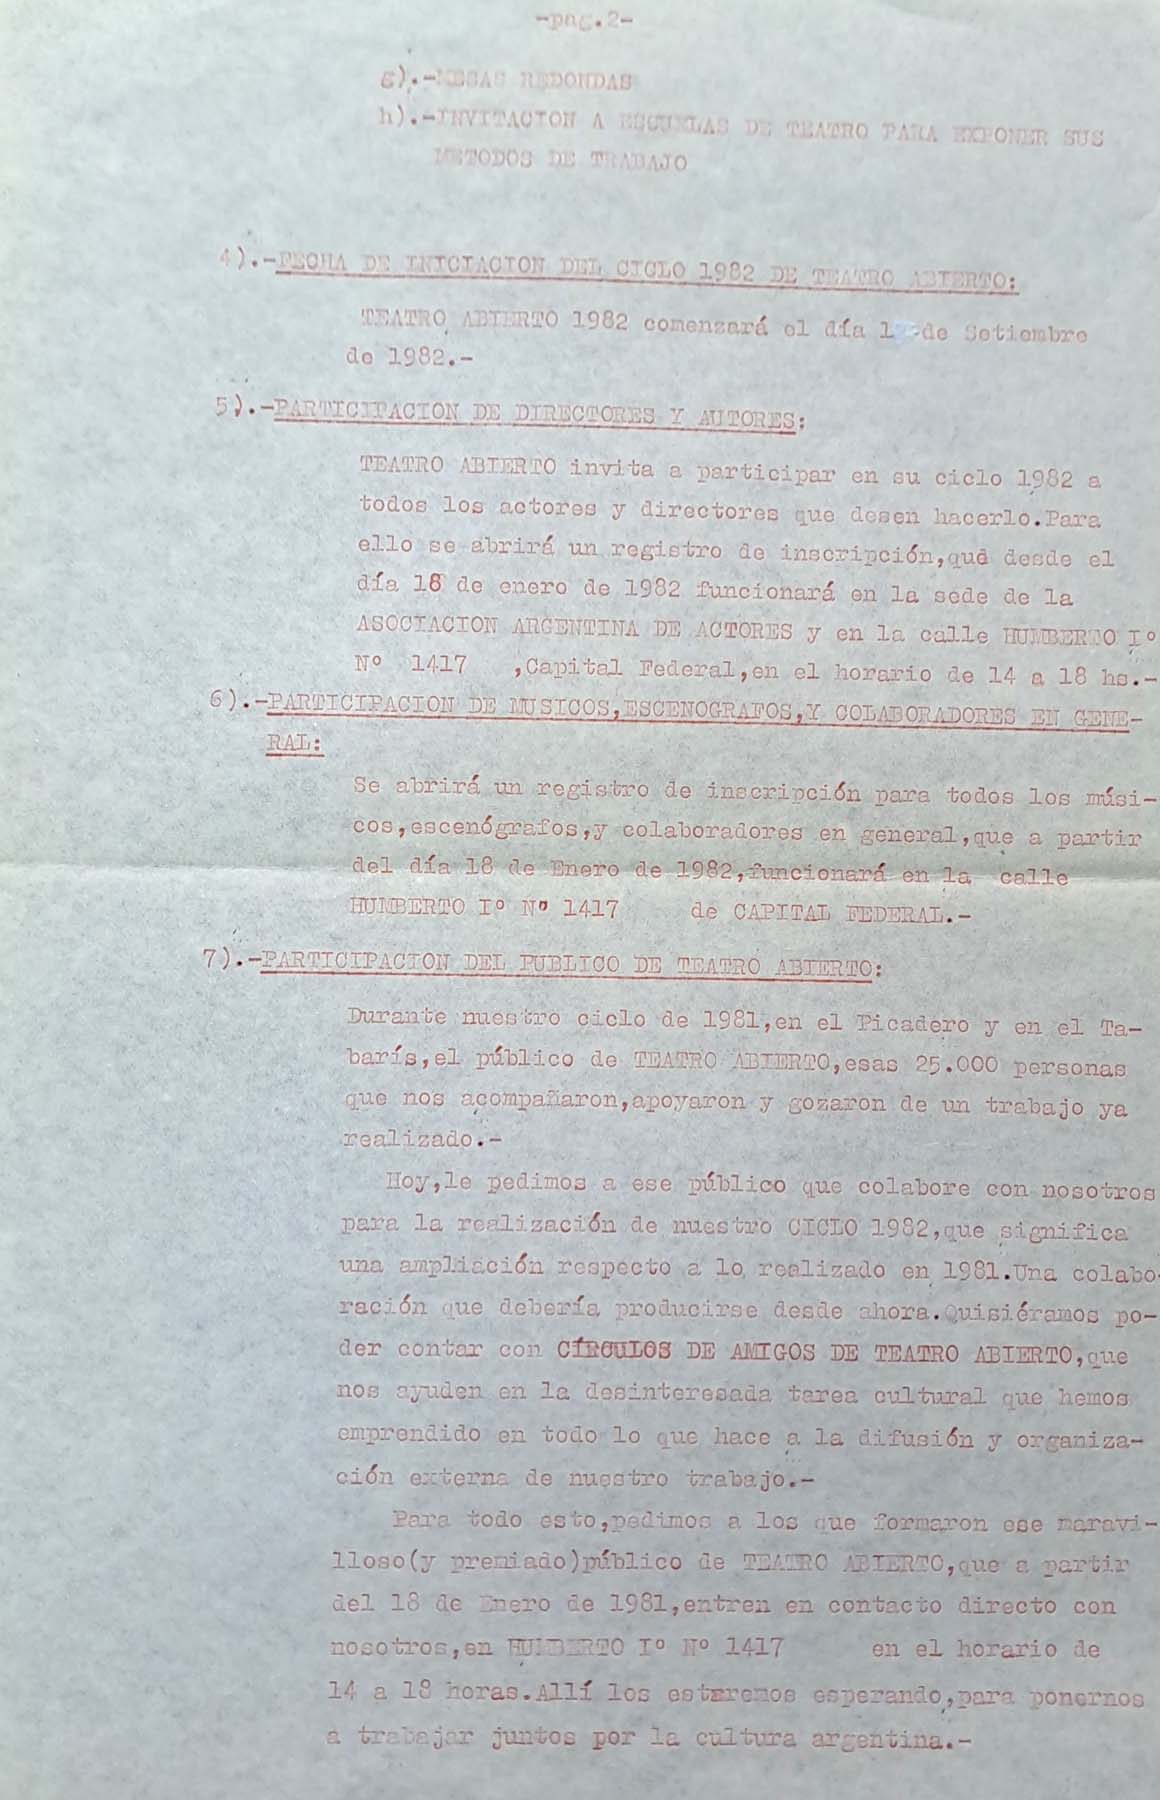 -pag.2-
g).-MESAS REDONDAS
h).-INVITACION A ESCUELAS DE TEATRO PARA EXPONER SUS
METODOS DE TRABAJO
4).-FECHA DE INICIACION DEL CICLO 1982 DE TEATRO ABIERTO:
TEATRO ABIERTO 1982 comenzará el día 1 de Setiembre
de 1982.-
5).-PARTICIPACION DE DIRECTORES Y AUTORES:
TEATRO ABIERTO invita a participar en su ciclo 1982 a
todos los actores y directores que desen hacerlo.Para
ello se abrirá un registro de inscripción,que desde el
día 18 de enero de 1982 funcionará en la sede de la
ASOCIACION ARGENTINA DE ACTORES y en la calle HUMBERTO Iº
Nº 1417 ,Capital Federal,en el horario de 14 a 18 hs.-
6).-PARTICIPACION DE MUSICOS,ESCENOGRAFOS,Y COLABORADORES EN GENE-
RAL:
Se abrirá un registro de inscripción para todos los músi-
cos,escenógrafos,y colaboradores en general,que a partir
del día 18 de Enero de 1982,funcionará en la calle
HUMBERTO Iº Nº 1417 de CAPITAL FEDERAL.-
7).-PARTICIPACION DEL PUBLICO DE TEATRO ABIERTO:
Durante nuestro ciclo de 1981,en el Picadero y en el Ta-
barís,el público de TEATRO ABIERTO,esas 25.000 personas
que nos acompañaron,apoyaron y gozaron de un trabajo ya
realizado.-
Hoy,le pedimos a ese público que colabore con nosotros
para la realización de nuestro CICLO 1982,que significa
una ampliación respecto a lo realizado en 1981.Una colabo-
ración que debería producirse desde ahora.Quisiéramos po-
der contar con CÍRCULOS DE AMIGOS DE TEATRO ABIERTO,que
nos ayuden en la desinteresada tarea cultural que hemos
emprendido en todo lo que hace a la difusión y organiza-
ción externa de nuestro trabajo.-
Para todo esto,pedimos a los que formaron ese maravi-
lloso(y premiado)público de TEATRO ABIERTO,que a partir
del 18 de Enero de 1981,entren en contacto directo con
nosotros,en HUMBERTO Iº Nº 1417 en el horario de
14 a 18 horas.Allí los estaremos esperando,para ponernos
a trabajar juntos por la cultura argentina.-